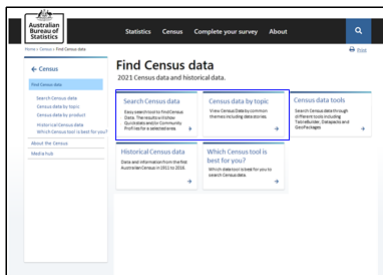 Australian
Bureau of
Statistics
Statistics Census Complete your survey About
Home > Census > Find Census data
Print
← Census
Find Census data
Search Census data
Census data by topic
Census data by product
Historical Census data
Which Census tool is best for you?
About the Census
Media hub
Find Census data
2021 Census data and historical data.
Search Census data
Easy search tool to find Census
Data. The results will show
QuickStats and/or Community
Profiles for a selected area.
Census data by topic
View Census Data by common
themes including data stories.
Census data tools
Search Census data through
different tools including
TableBuilder, Datapacks and
GeoPackages
Historical Census data
Data and information from the first
Australian Census in 1911 to 2016.
Which Census tool is
best for you?
Which data tool is best for you to
search Census data.